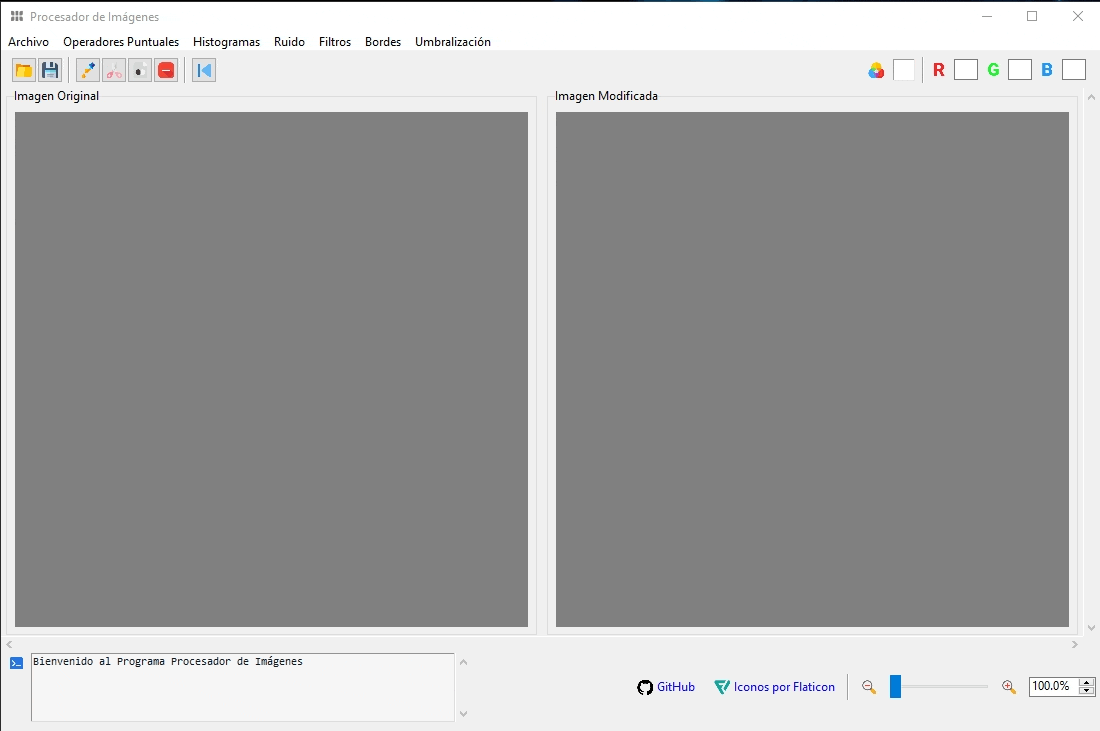 Procesador de Imágenes
Archivo Operadores Puntuales Histogramas Ruido Filtros Bordes Umbralización
R G B
Imagen Original Imagen Modificada
Bienvenido al Programa Procesador de Imágenes
GitHub Iconos por Flaticon 100.0%